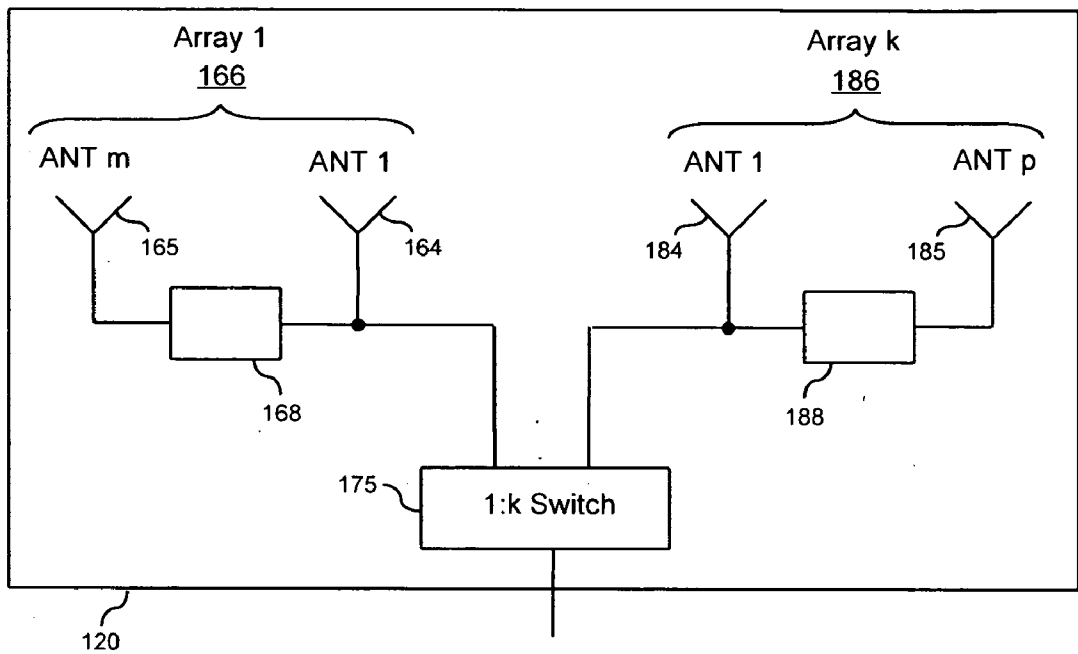 Array 1
166
Array k
186
ANT m
ANT 1
ANT 1
ANT p
165
164
184
185
168
188
175
1:k Switch
120